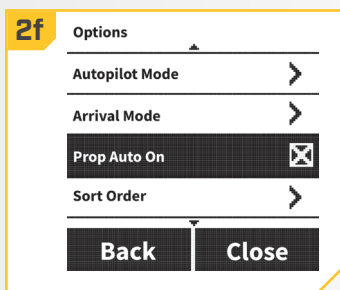 2f
Options
Autopilot Mode
Arrival Mode
Prop Auto On
Sort Order
Back Close